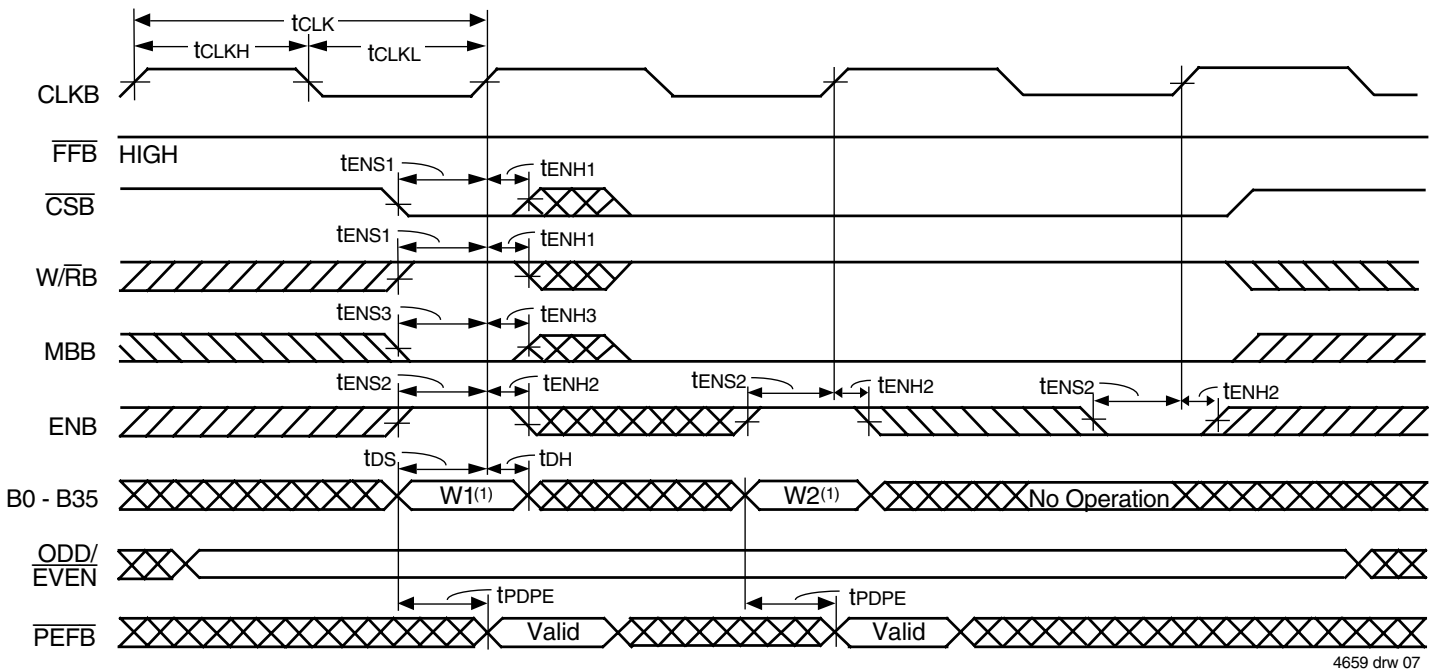 tCLK
tCLKH tCLKL
CLKB
FFB HIGH
tENS1 tENH1
CSB
tENS1 tENH1
W/RB
tENS3 tENH3
MBB
tENS2 tENH2 tENS2 tENH2 tENS2 tENH2
ENB
tDS tDH
B0 - B35 W1(1) W2(1) No Operation
ODD/
EVEN
tPDPE tPDPE
PEFB Valid Valid
4659 drw 07